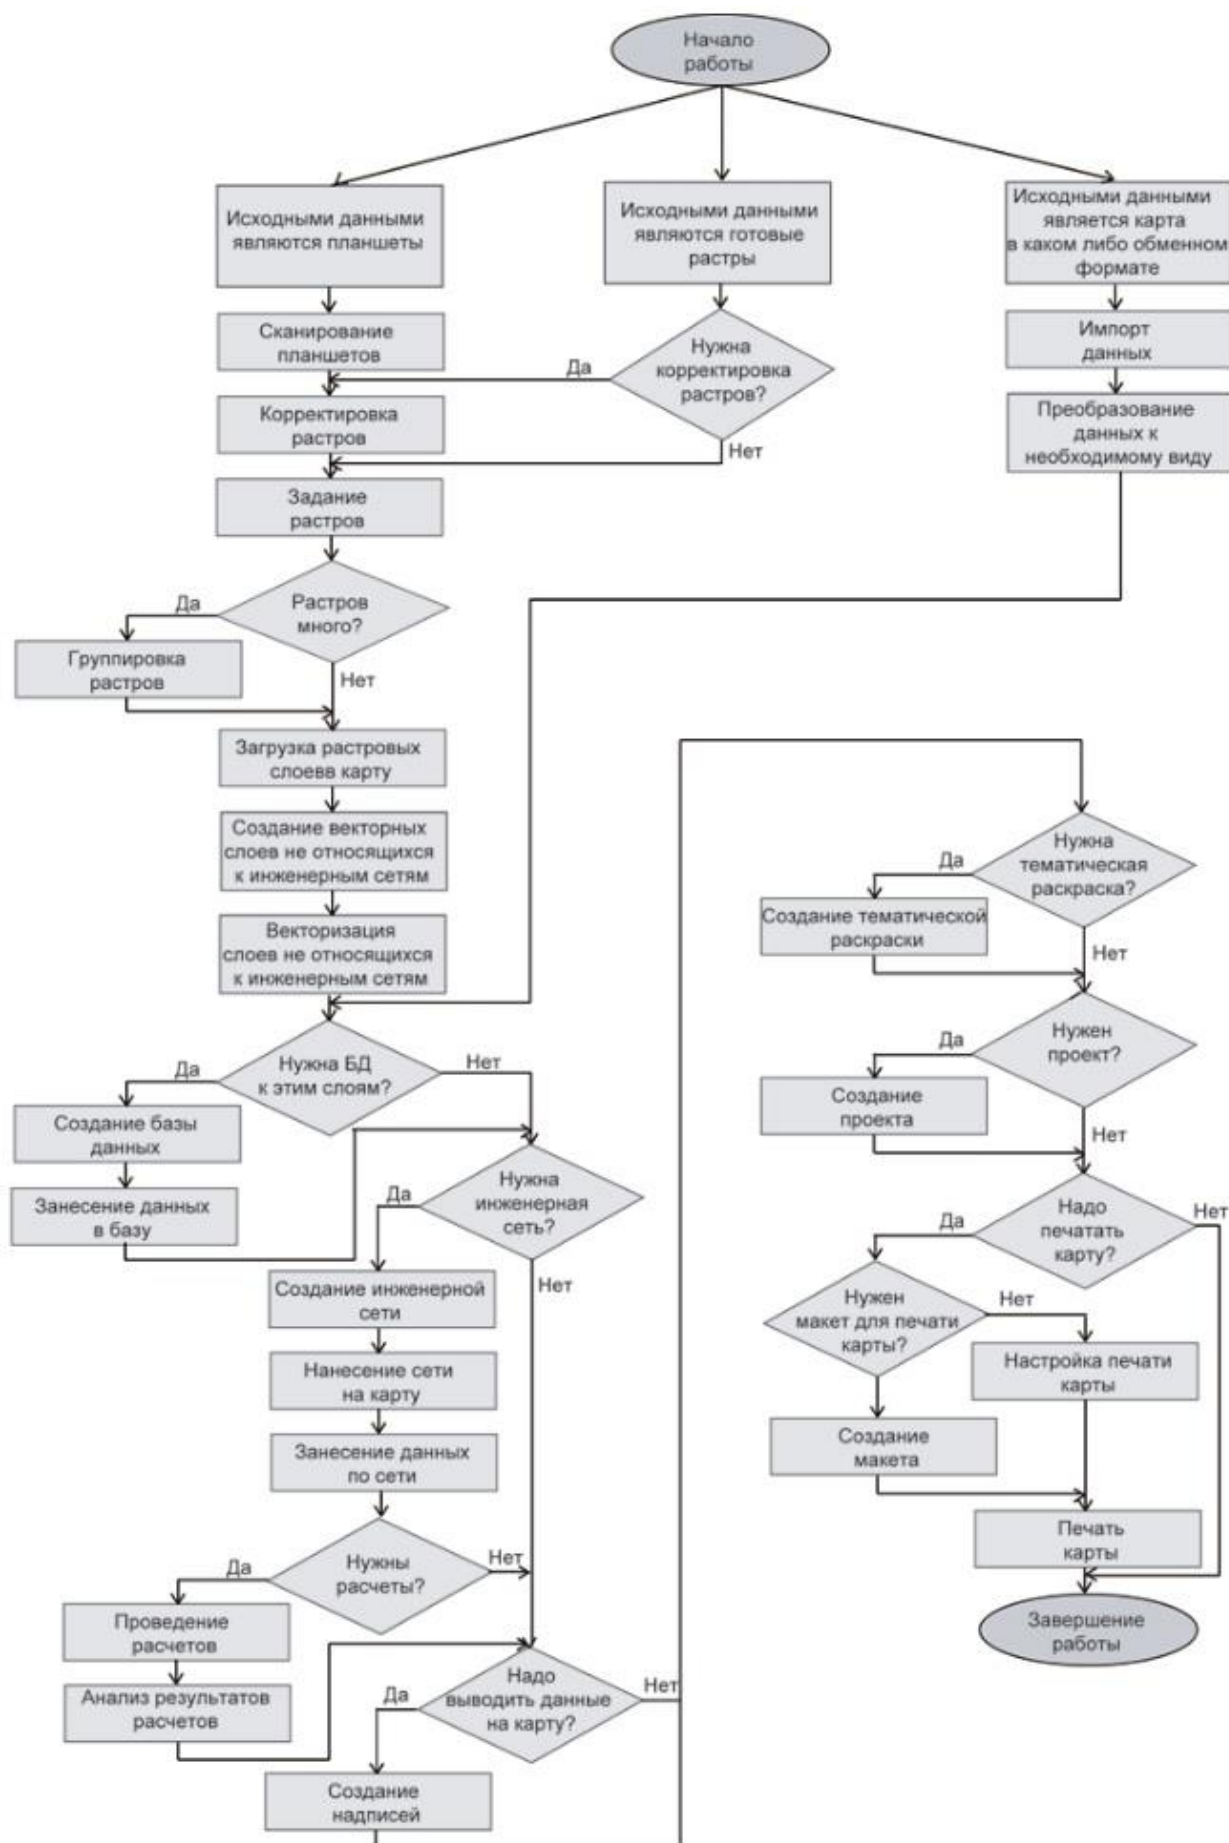 Начало
работы
Исходными данными
являются планшеты
Исходными данными
являются готовые
растры
Исходными данными
является карта
в каком либо обменном
формате
Сканирование
планшетов
Да
Нужна
корректировка
растров?
Импорт
данных
Корректировка
растров
Нет
Преобразование
данных к
необходимому виду
Задание
растров
Да
Растров
много?
Группировка
растров
Нет
Загрузка растровых
слоевв карту
Создание векторных
слоев не относящихся
к инженерным сетям
Векторизация
слоев не относящихся
к инженерным сетям
Да
Нужна БД
к этим слоям?
Нет
Создание базы
данных
Занесение данных
в базу
Да
Нужна
инженерная
сеть?
Нет
Создание инженерной
сети
Нанесение сети
на карту
Занесение данных
по сети
Да
Нужны
расчеты?
Нет
Проведение
расчетов
Анализ результатов
расчетов
Да
Надо
выводить данные
на карту?
Нет
Создание
надписей
Нужна
тематическая
раскраска?
Да
Создание тематической
раскраски
Нет
Нужен
проект?
Да
Создание
проекта
Нет
Надо
печатать
карту?
Да
Нет
Нужен
макет для печати
карты?
Нет
Настройка печати
карты
Создание
макета
Печать
карты
Завершение
работы